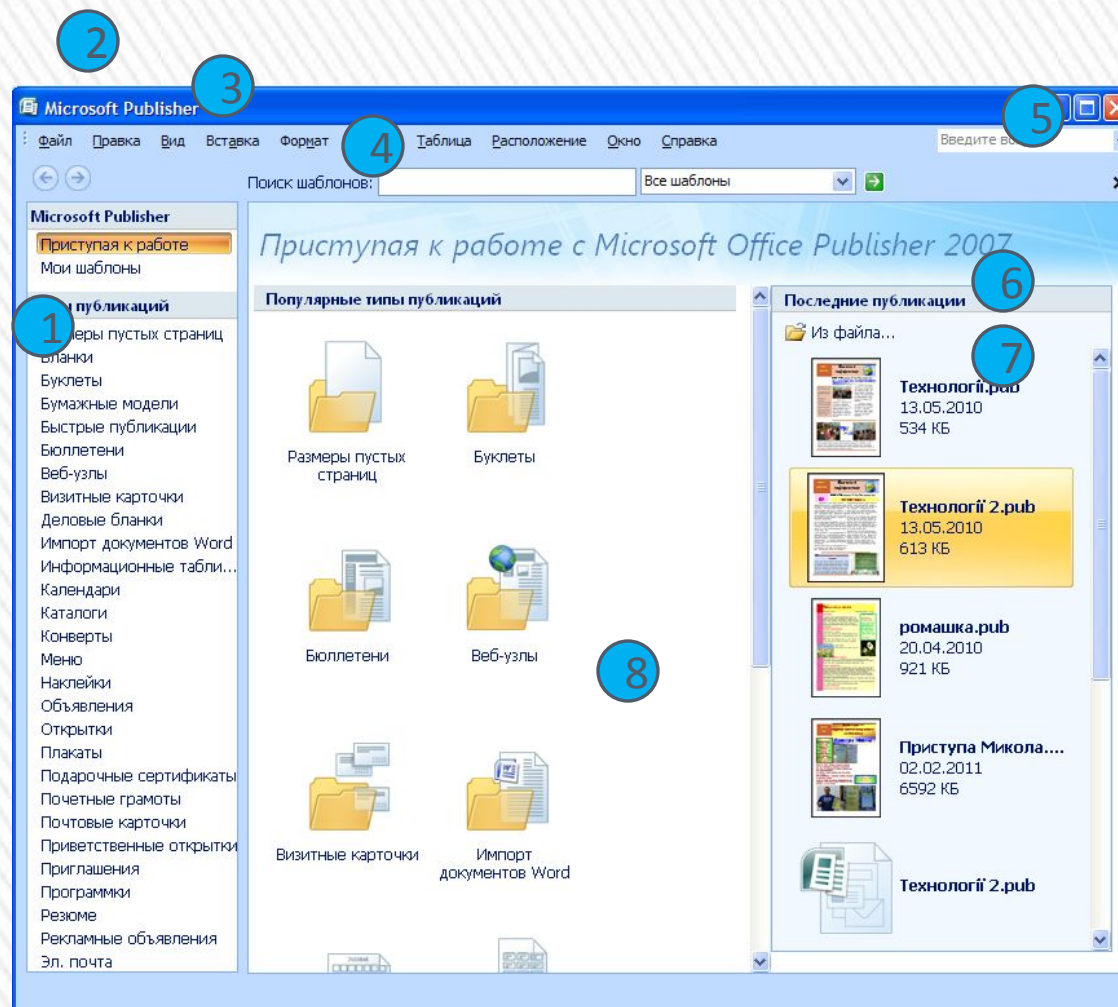 2
3
Microsoft Publisher
5
Файл Правка Вид Вставка Формат 4 Таблица Расположение Окно Справка
Введите
Поиск шаблонов: Все шаблоны
Microsoft Publisher
Приступая к работе
Мои шаблоны
публикаций
1
пустых страниц
Бланки
Буклеты
Бумажные модели
Быстрые публикации
Бюллетени
Веб-узлы
Визитные карточки
Деловые бланки
Импорт документов Word
Информационные табли...
Календари
Каталоги
Конверты
Меню
Наклейки
Объявления
Открытки
Плакаты
Подарочные сертификаты
Почетные грамоты
Почтовые карточки
Приветственные открытки
Приглашения
Программки
Резюме
Рекламные объявления
Эл. почта
Приступая к работе с Microsoft Office Publisher 2007
Популярные типы публикаций
Размеры пустых
страниц
Буклеты
Бюллетени
Веб-узлы
8
Визитные карточки
Импорт
документов Word
6
Последние публикации
Из файла...
7
Технології.pub
13.05.2010
534 КБ
Технології 2.pub
13.05.2010
613 КБ
ромашка.pub
20.04.2010
921 КБ
Приступа Микола....
02.02.2011
6592 КБ
Технології 2.pub